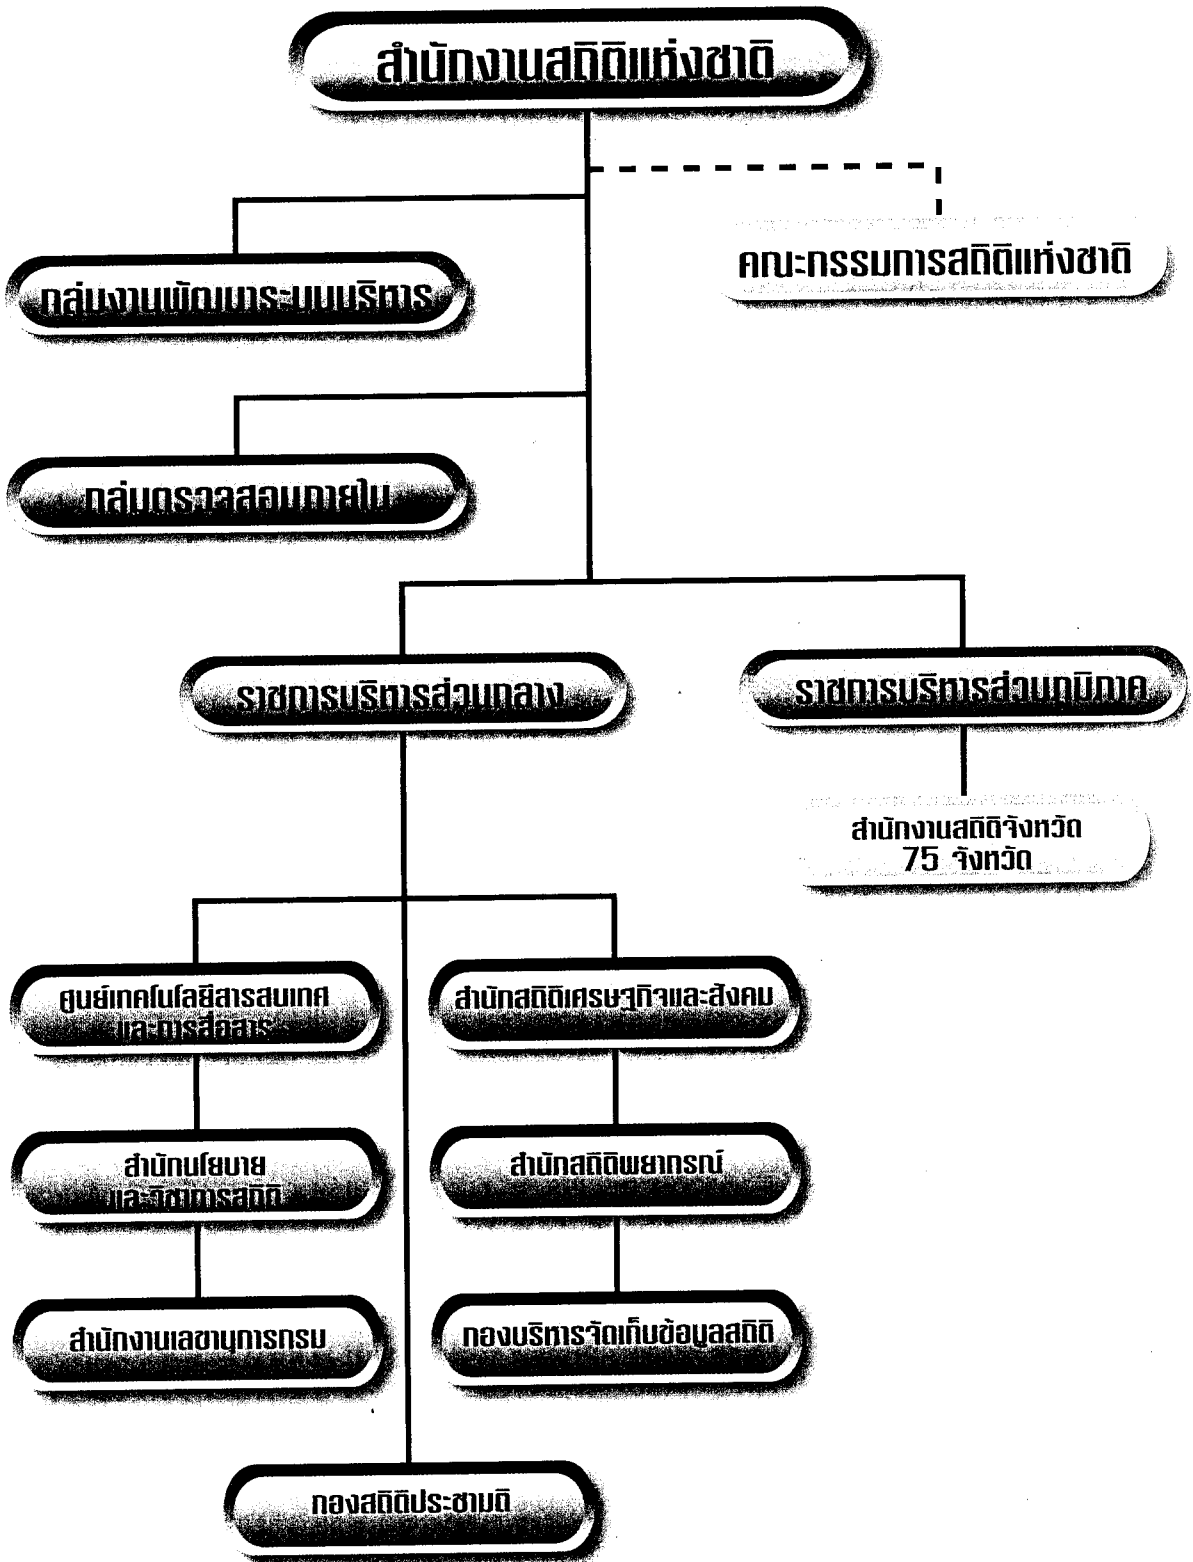 สำนักงานสถิติแห่งชาติ
คณะกรรมการสถิติแห่งชาติ
กลุ่มงานพัฒนาระบบบริหาร
กลุ่มตรวจสอบภายใน
ราชการบริหารส่วนกลาง
ราชการบริหารส่วนภูมิภาค
สำนักงานสถิติจังหวัด
75 จังหวัด
ศูนย์เทคโนโลยีสารสนเทศ
และการสื่อสาร
สำนักสถิติเศรษฐกิจและสังคม
สำนักนโยบาย
และวิชาการสถิติ
สำนักสถิติพยากรณ์
สำนักงานเลขานุการกรม
กองบริหารจัดเก็บข้อมูลสถิติ
กองสถิติประชามติ